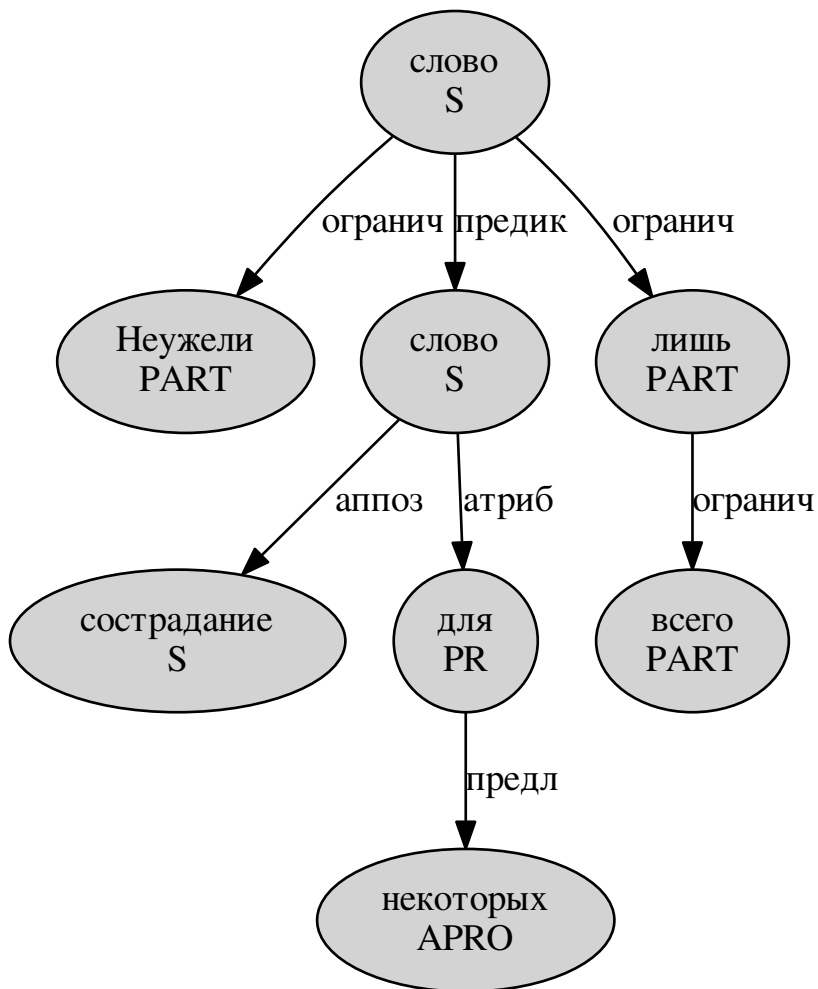 слово
S
огранич
предик
огранич
Неужели
PART
слово
S
лишь
PART
аппоз
атриб
огранич
сострадание
S
для
PR
всего
PART
предл
некоторых
APRO